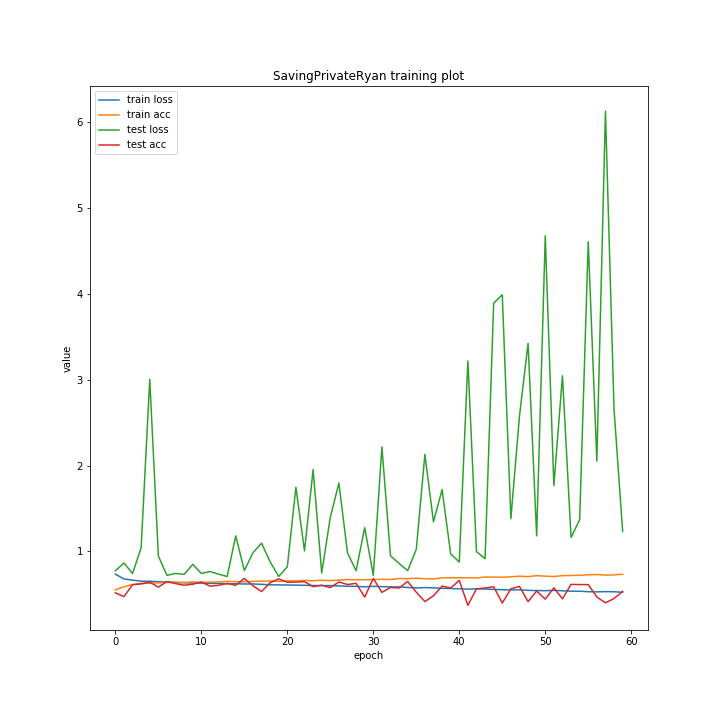 SavingPrivateRyan training plot
train loss
train acc
test loss
test acc
6
5
4
3
2
1
value
0 10 20 30 40 50 60
epoch